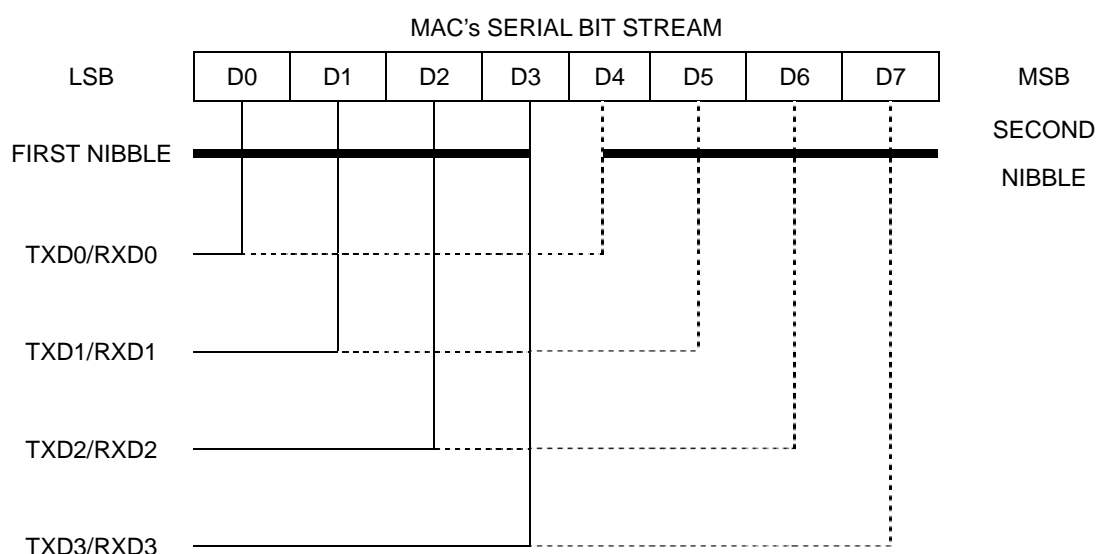 MAC's SERIAL BIT STREAM
LSB D0 D1 D2 D3 D4 D5 D6 D7 MSB
FIRST NIBBLE
SECOND
NIBBLE
TXD0/RXD0
TXD1/RXD1
TXD2/RXD2
TXD3/RXD3